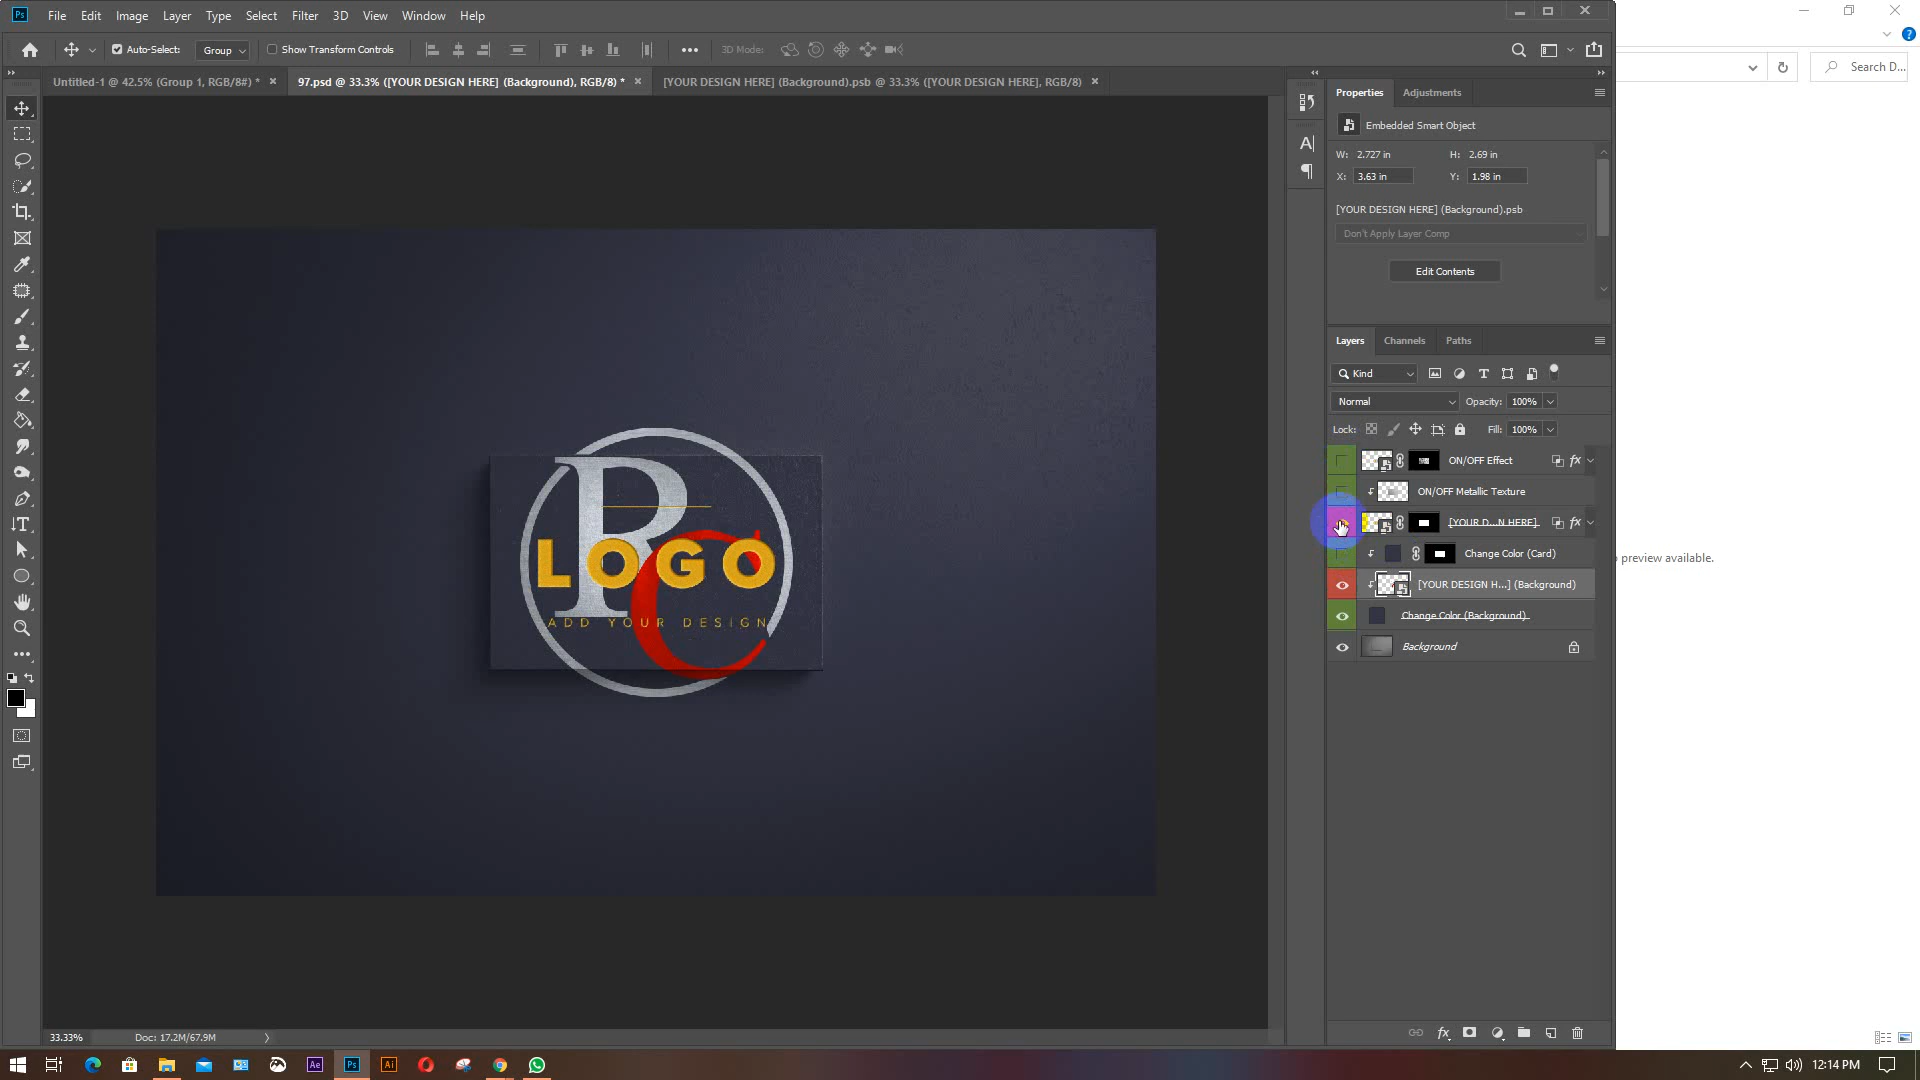 Ps File Edit Image Layer Type Select Filter 3D View Window Help
Auto-Select: Group Show Transform Controls 3D Mode: Search D...
Untitled-1 @ 42.5% (Group 1, RGB/8#) * × 97.psd @ 33.3% ([YOUR DESIGN HERE] (Background), RGB/8) * × [YOUR DESIGN HERE] (Background).psb @ 33.3% ([YOUR DESIGN HERE], RGB/8) ×
Properties Adjustments
Embedded Smart Object
W: 2.727 in H: 2.69 in
X: 3.63 in Y: 1.98 in
[YOUR DESIGN HERE] (Background).psb
Don't Apply Layer Comp
Edit Contents
Layers Channels Paths
Kind
Normal Opacity: 100%
Lock: Fill: 100%
ON/OFF Effect fx
ON/OFF Metallic Texture
[YOUR D...N HERE] fx
Change Color (Card)
[YOUR DESIGN H...] (Background)
Change Color (Background)
Background
preview available.
R
LOGO
C
ADD YOUR DESIGN
33.33% Doc: 17.2M/67.9M
Ae Ps Ai 12:14 PM